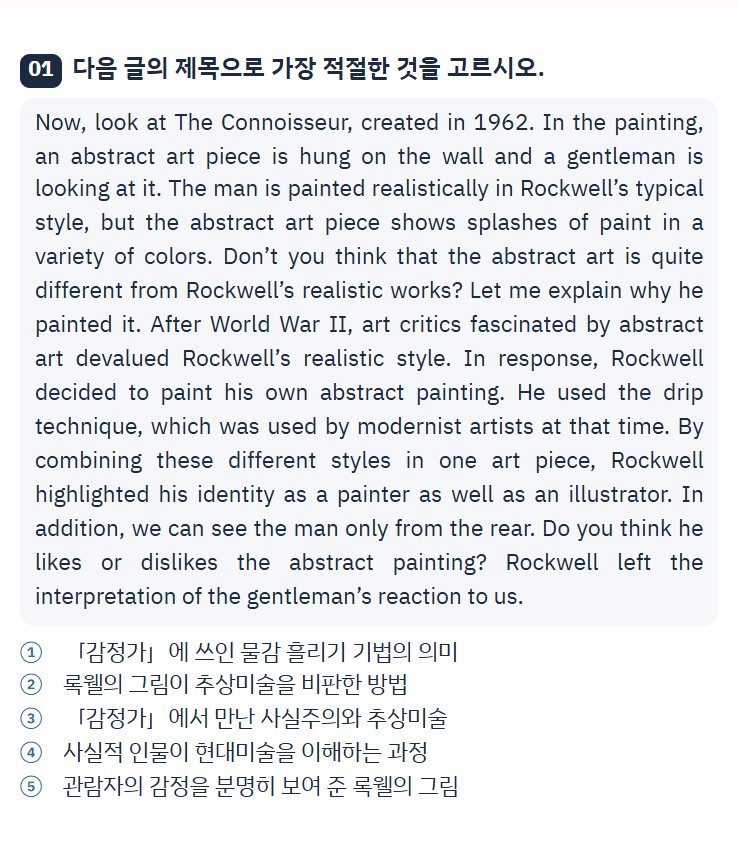 01 다음 글의 제목으로 가장 적절한 것을 고르시오.
Now, look at The Connoisseur, created in 1962. In the painting,
an abstract art piece is hung on the wall and a gentleman is
looking at it. The man is painted realistically in Rockwell’s typical
style, but the abstract art piece shows splashes of paint in a
variety of colors. Don’t you think that the abstract art is quite
different from Rockwell’s realistic works? Let me explain why he
painted it. After World War II, art critics fascinated by abstract
art devalued Rockwell’s realistic style. In response, Rockwell
decided to paint his own abstract painting. He used the drip
technique, which was used by modernist artists at that time. By
combining these different styles in one art piece, Rockwell
highlighted his identity as a painter as well as an illustrator. In
addition, we can see the man only from the rear. Do you think he
likes or dislikes the abstract painting? Rockwell left the
interpretation of the gentleman’s reaction to us.
① 「감정가」에 쓰인 물감 흘리기 기법의 의미
② 록웰의 그림이 추상미술을 비판한 방법
③ 「감정가」에서 만난 사실주의와 추상미술
④ 사실적 인물이 현대미술을 이해하는 과정
⑤ 관람자의 감정을 분명히 보여 준 록웰의 그림